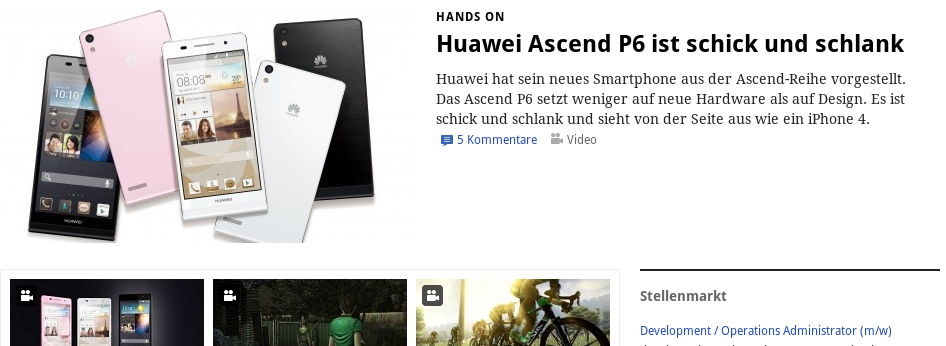 HANDS ON
Huawei Ascend P6 ist schick und schlank
Huawei hat sein neues Smartphone aus der Ascend-Reihe vorgestellt.
Das Ascend P6 setzt weniger auf neue Hardware als auf Design. Es ist
schick und schlank und sieht von der Seite aus wie ein iPhone 4.
5 Kommentare Video
10:10
08:08
HUAWEI
HUAWEI
Stellenmarkt
Development / Operations Administrator (m/w)